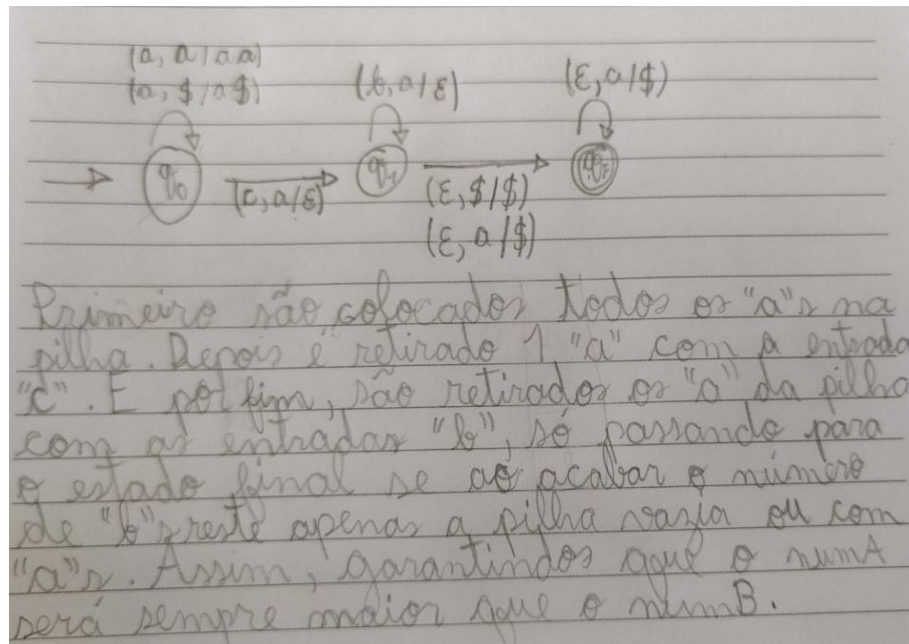 (a, a/aa)
(a, $/a$) (b, a/ε) (ε, a/$)
q0 (c, a/ε) q1 (ε, $/$) qF
(ε, a/$)
Primeiro são colocados todos os "a"s na
pilha. Depois é retirado 1 "a" com a entrada
"c". E por fim, são retirados os "a" da pilha
com as entradas "b", só passando para
o estado final se ao acabar o número
de "b"s reste apenas a pilha vazia ou com
"a"s. Assim, garantindos que o numA
será sempre maior que o numB.